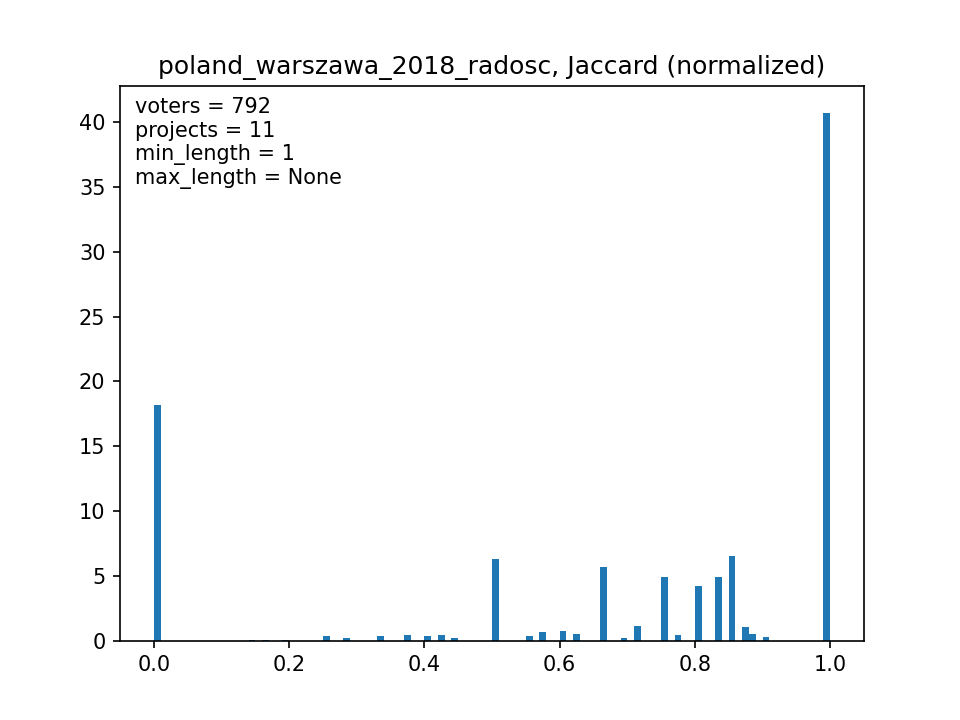 poland_warszawa_2018_radosc, Jaccard (normalized)
voters = 792
projects = 11
min_length = 1
max_length = None
40
35
30
25
20
15
10
5
0
0.0 0.2 0.4 0.6 0.8 1.0